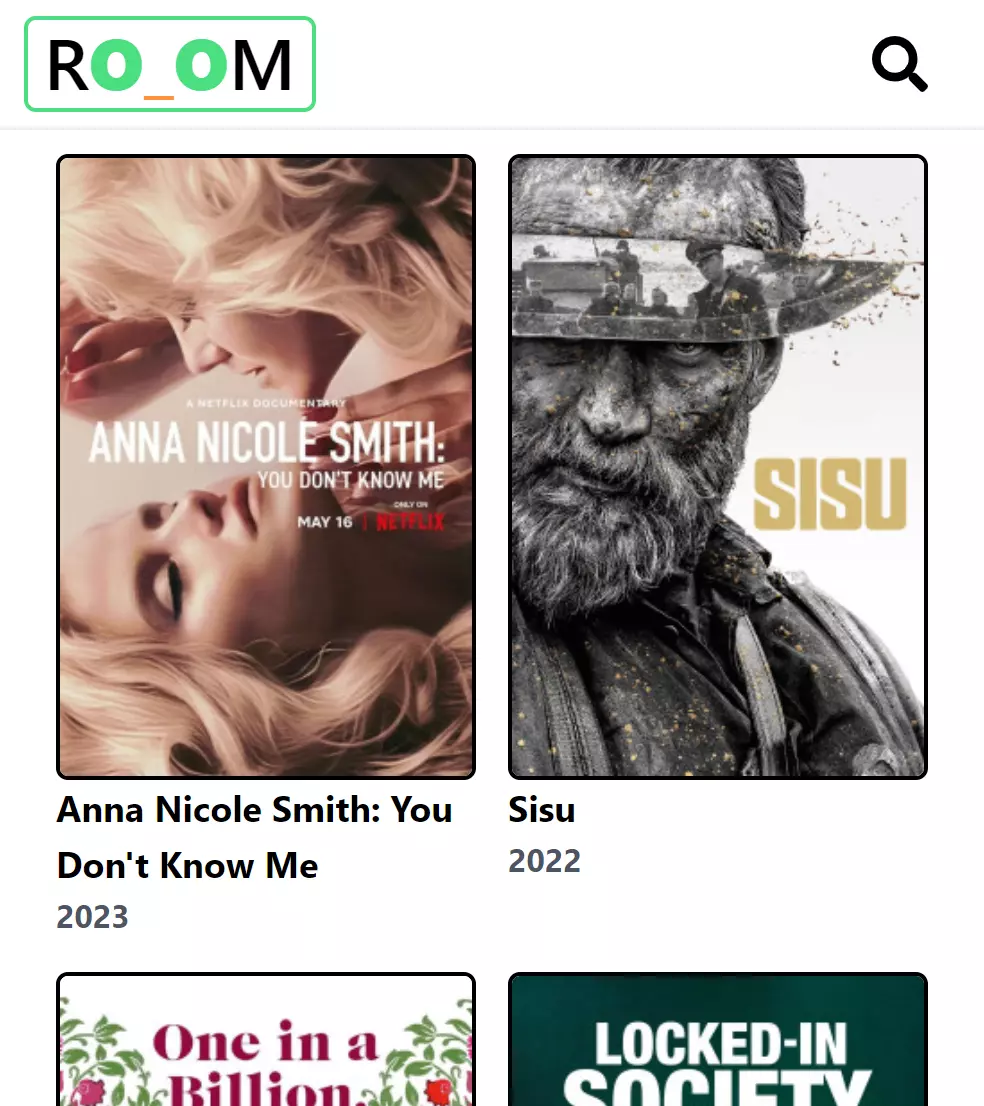 RO_OM
A NETFLIX DOCUMENTARY
ANNA NICOLE SMITH:
YOU DON'T KNOW ME
ONLY ON
MAY 16 | NETFLIX
SISU
Anna Nicole Smith: You
Don't Know Me
2023
Sisu
2022
One in a
Billion.
LOCKED-IN
SOCIETY